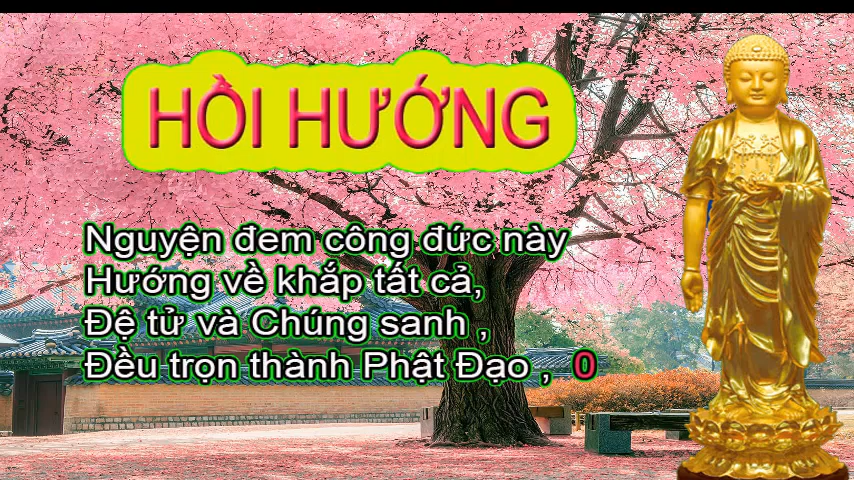 HỒI HƯỚNG
Nguyện đem công đức này
Hướng về khắp tất cả,
Đệ tử và Chúng sanh ,
Đều trọn thành Phật Đạo , 0